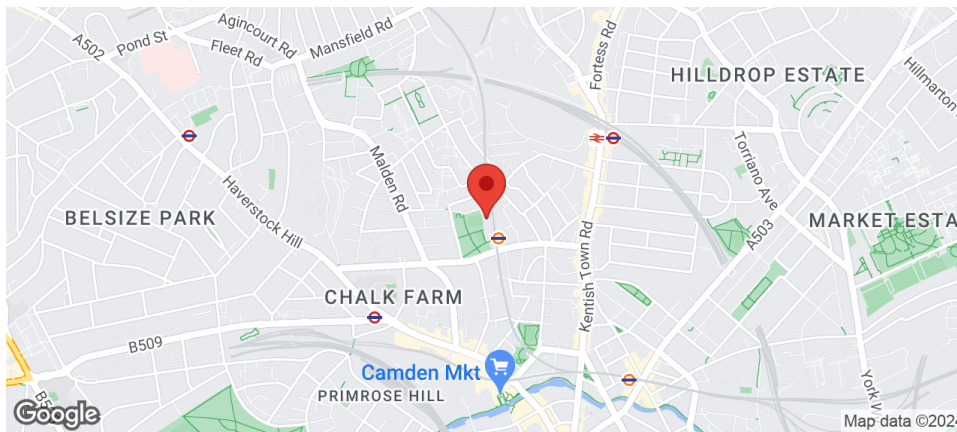 A502
Pond St
Agincourt Rd
Fleet Rd
Mansfield Rd
Fortess Rd
HILLDROP ESTATE
Hillmarton
Malden Rd
Torriano Ave
BELSIZE PARK
Haverstock Hill
MARKET ESTA
A503
Kentish Town Rd
CHALK FARM
B509
Camden Mkt
PRIMROSE HILL
York W
Google
Map data ©2024